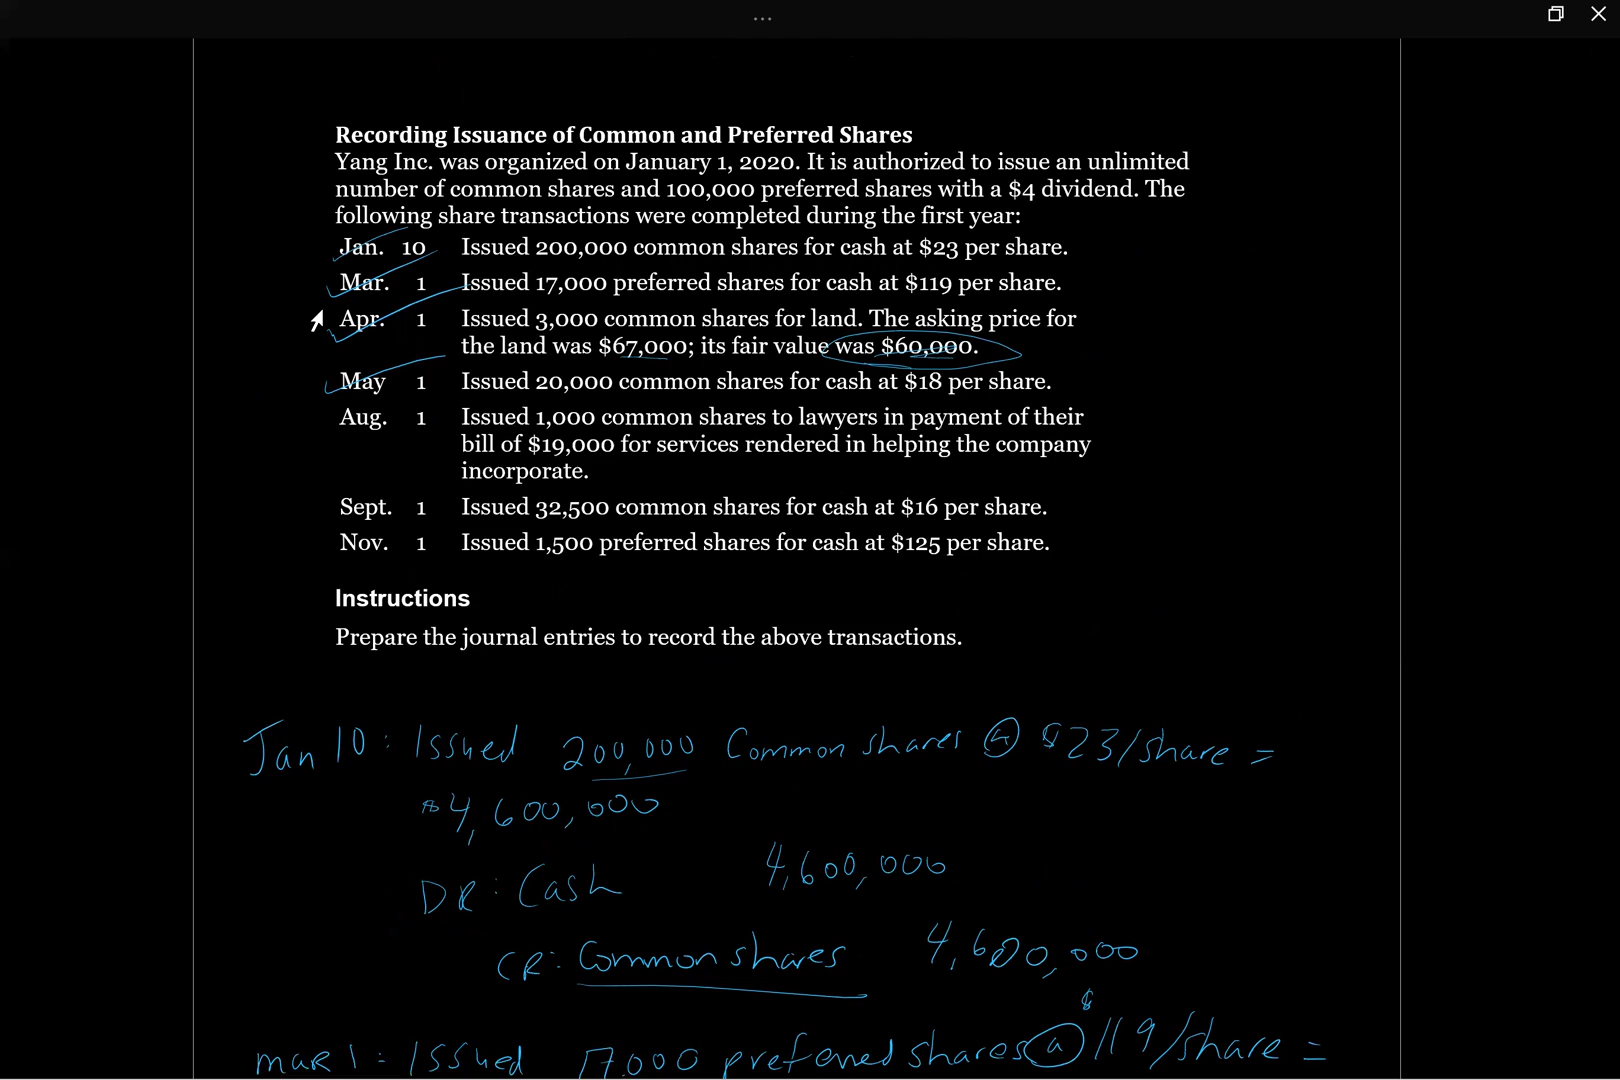 Recording Issuance of Common and Preferred Shares
Yang Inc. was organized on January 1, 2020. It is authorized to issue an unlimited
number of common shares and 100,000 preferred shares with a $4 dividend. The
following share transactions were completed during the first year:
Jan. 10 Issued 200,000 common shares for cash at $23 per share.
Mar. 1 Issued 17,000 preferred shares for cash at $119 per share.
Apr. 1 Issued 3,000 common shares for land. The asking price for
the land was $67,000; its fair value was $60,000.
May 1 Issued 20,000 common shares for cash at $18 per share.
Aug. 1 Issued 1,000 common shares to lawyers in payment of their
bill of $19,000 for services rendered in helping the company
incorporate.
Sept. 1 Issued 32,500 common shares for cash at $16 per share.
Nov. 1 Issued 1,500 preferred shares for cash at $125 per share.
Instructions
Prepare the journal entries to record the above transactions.
Jan 10: Issued 200,000 Common shares @ $23/share =
$4,600,000
DR: Cash 4,600,000
CR: Common shares 4,600,000
mar 1: Issued 17,000 preferred shares @ $119/share =